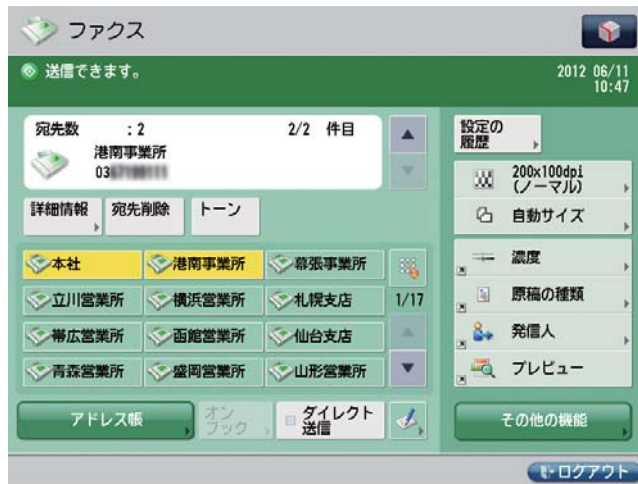 ファクス
送信できます。
2012 06/11
10:47
宛先数 :2 2/2 件目
港南事業所
03
詳細情報 宛先削除 トーン
本社 港南事業所 幕張事業所
立川営業所 横浜営業所 札幌支店 1/17
帯広営業所 函館営業所 仙台支店
青森営業所 盛岡営業所 山形営業所
アドレス帳
オン
フック
ダイレクト
送信
設定の
履歴
200x100dpi
(ノーマル)
自動サイズ
濃度
原稿の種類
発信人
プレビュー
その他の機能
ログアウト